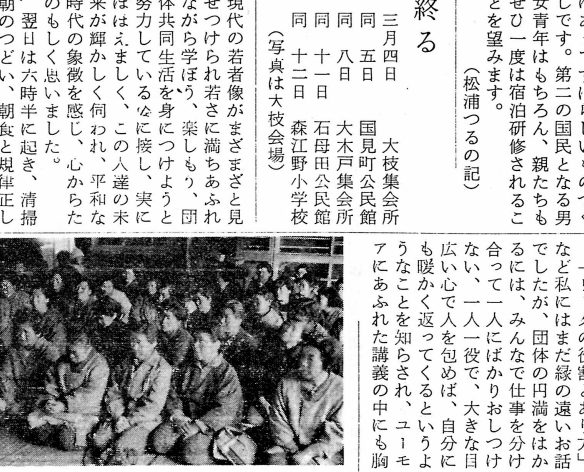 しです。第二の国民となる男
女青年はもちろん、親たちも
ぜひ一度は宿泊研修されるこ
とを望みます。
（松浦つるの記）
終る
三月四日 大枝集会所
同 五日 国見町公民館
同 八日 大木戸集会所
同 十一日 石母田公民館
同 十二日 森江野小学校
（写真は大枝会場）
現代の若者像がまざまざと見
せつけられ若さに満ちあふれ
ながら学ぼう、楽しもう、団
体共同生活を身につけようと
努力している姿に接し、実に
ほほえましく、この人達の未
来が輝かしく伺われ、平和な
時代の象徴を感じ、心からた
のもしく思いました。
翌日は六時半に起き、清掃
朝のつどい、朝食と規律正し
など私にはまだ縁の遠いお話
でしたが、団体の円満をはか
るには、みんなで仕事を分け
合って一人にばかりおしつけ
ない、一人一役で、大きな目
広い心で人を包めば、自分に
も暖かく返ってくるというよ
うなことを知らされ、ユーモ
アにあふれた講義の中にも胸